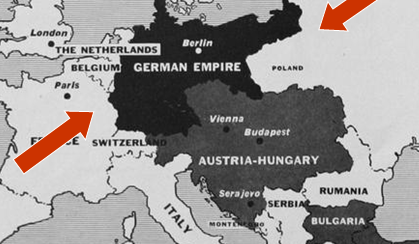 London
THE NETHERLANDS
Berlin
BELGIUM
GERMAN EMPIRE
POLAND
Paris
Vienna
FRANCE
SWITZERLAND
Budapest
AUSTRIA-HUNGARY
Serajevo
RUMANIA
SERBIA
ITALY
MONTENEGRO
BULGARIA